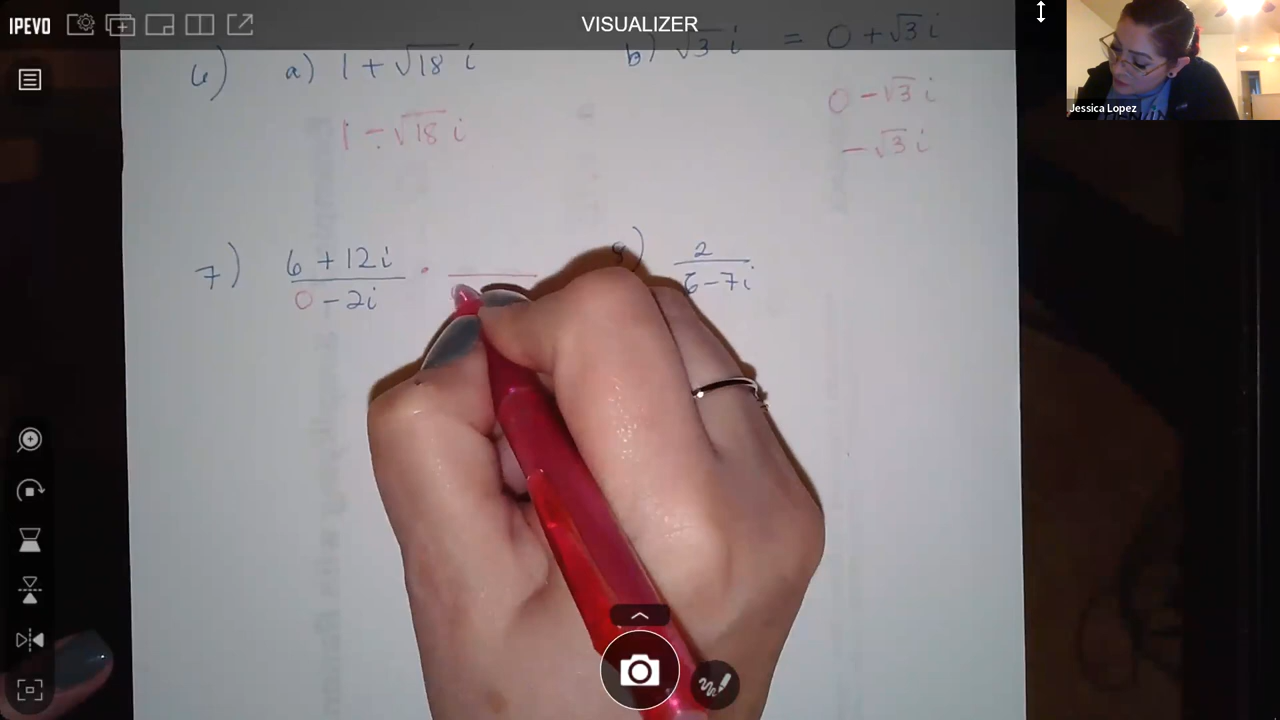 IPEVO
VISUALIZER
Jessica Lopez
6) a) 1 + √18 i
b) √3 i = 0 + √3 i
1 - √18 i
0 - √3 i
- √3 i
7) (6 + 12i)/(0 - 2i) ·
8) 2/(6 - 7i)